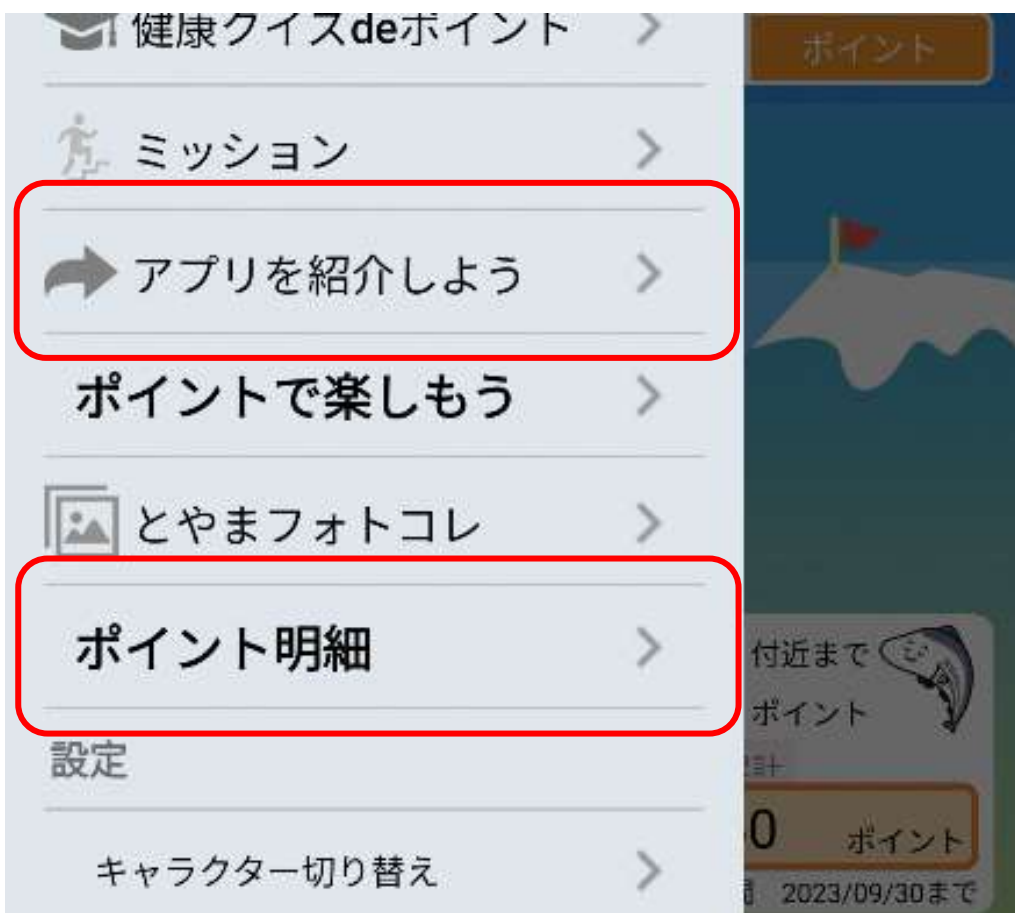 健康クイズdeポイント
ポイント
ミッション
アプリを紹介しよう
ポイントで楽しもう
とやまフォトコレ
ポイント明細
付近まで
ポイント
設定
計
0 ポイント
キャラクター切り替え
2023/09/30まで